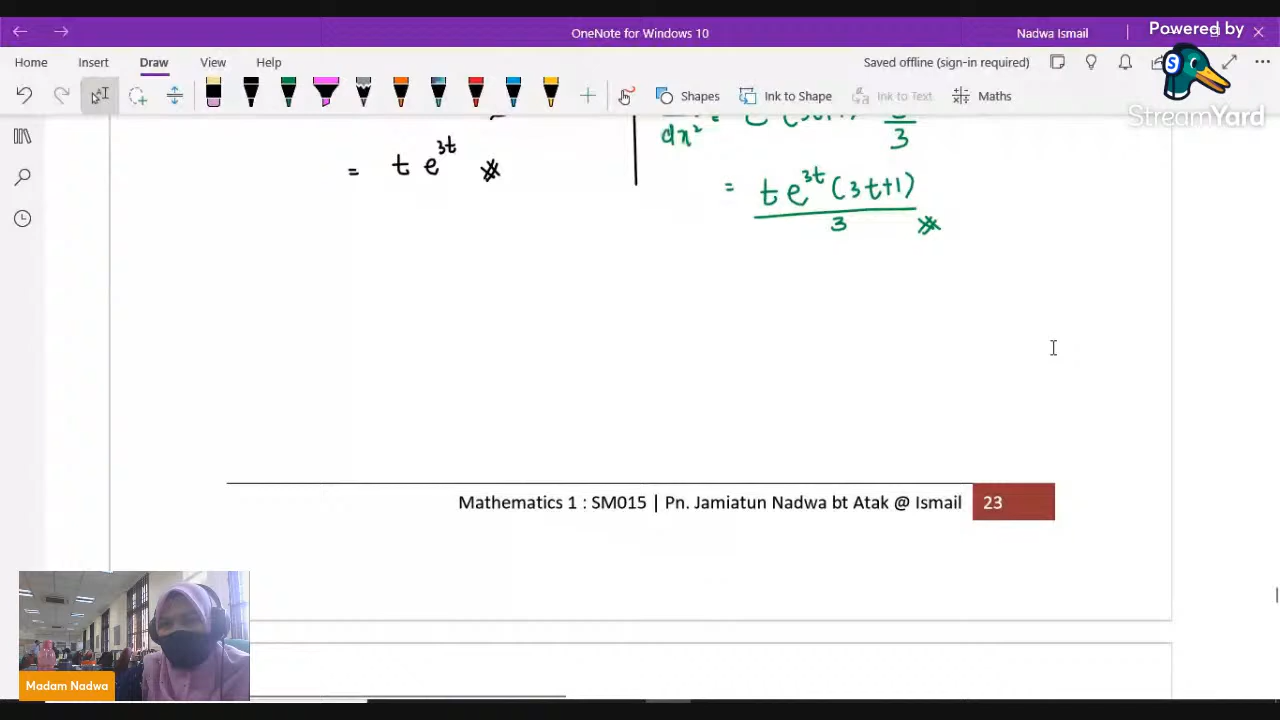 OneNote for Windows 10
Nadwa Ismail
Powered by
StreamYard
Home Insert Draw View Help
Saved offline (sign-in required)
Shapes Ink to Shape Ink to Text Maths
= t e^{3t}
dx² =
3
= t e^{3t} (3t+1)
3
Mathematics 1 : SM015 | Pn. Jamiatun Nadwa bt Atak @ Ismail 23
Madam Nadwa